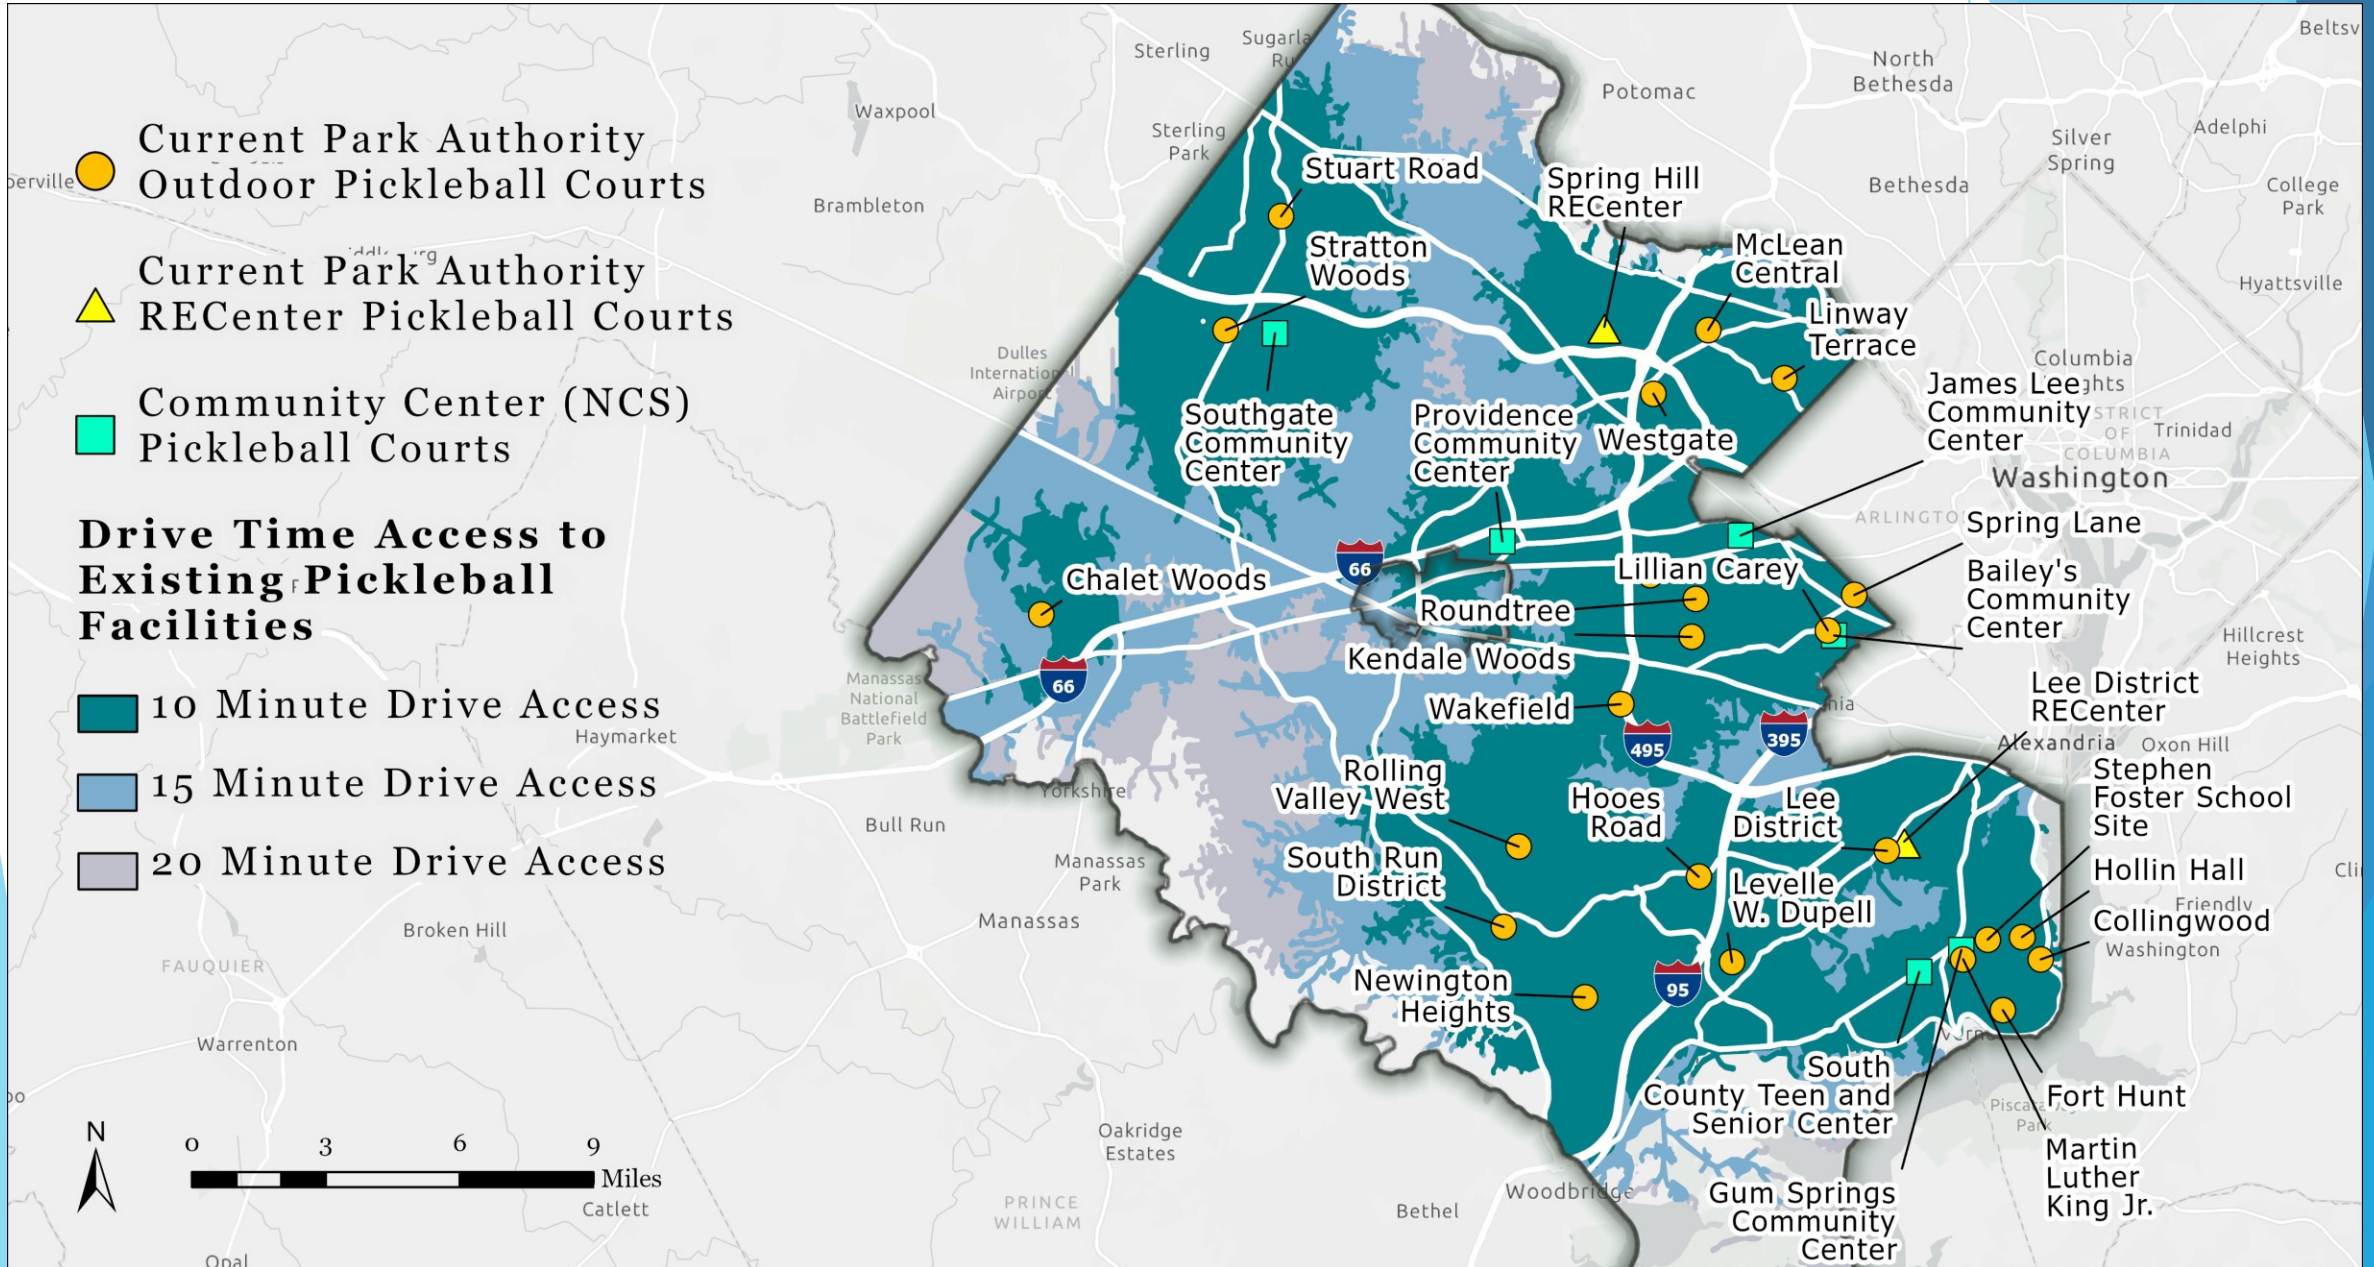 Current Park Authority
Outdoor Pickleball Courts
Current Park Authority
RECenter Pickleball Courts
Community Center (NCS)
Pickleball Courts
Drive Time Access to
Existing Pickleball
Facilities
10 Minute Drive Access
15 Minute Drive Access
20 Minute Drive Access
N
0 3 6 9
Miles
Sterling
Waxpool
Sterling
Park
Brambleton
Potomac
North
Bethesda
Silver
Spring
Adelphi
Bethesda
College
Park
Hyattsville
Stuart Road
Spring Hill
RECenter
Stratton
Woods
McLean
Central
Linway
Terrace
Dulles
International
Airport
Columbia
James Lee
Community
Center
OF
COLUMBIA
Trinidad
Washington
Southgate
Community
Center
Providence
Community
Center
Westgate
Spring Lane
66
Chalet Woods
Lillian Carey
Bailey's
Community
Center
Roundtree
Kendale Woods
Hillcrest
Heights
66
Manassas
National
Battlefield
Park
Haymarket
Wakefield
495
395
Lee District
RECenter
Alexandria
Oxon Hill
Yorkshire
Bull Run
Rolling
Valley West
Hooes
Road
Lee
District
Stephen
Foster School
Site
Manassas
Park
South Run
District
Levelle
W. Dupell
Hollin Hall
Friendly
Collingwood
Washington
Manassas
Broken Hill
FAUQUIER
Newington
Heights
95
Warrenton
South
County Teen and
Senior Center
Fort Hunt
Park
Martin
Luther
King Jr.
Oakridge
Estates
Catlett
PRINCE
WILLIAM
Bethel
Woodbridge
Gum Springs
Community
Center
Opal